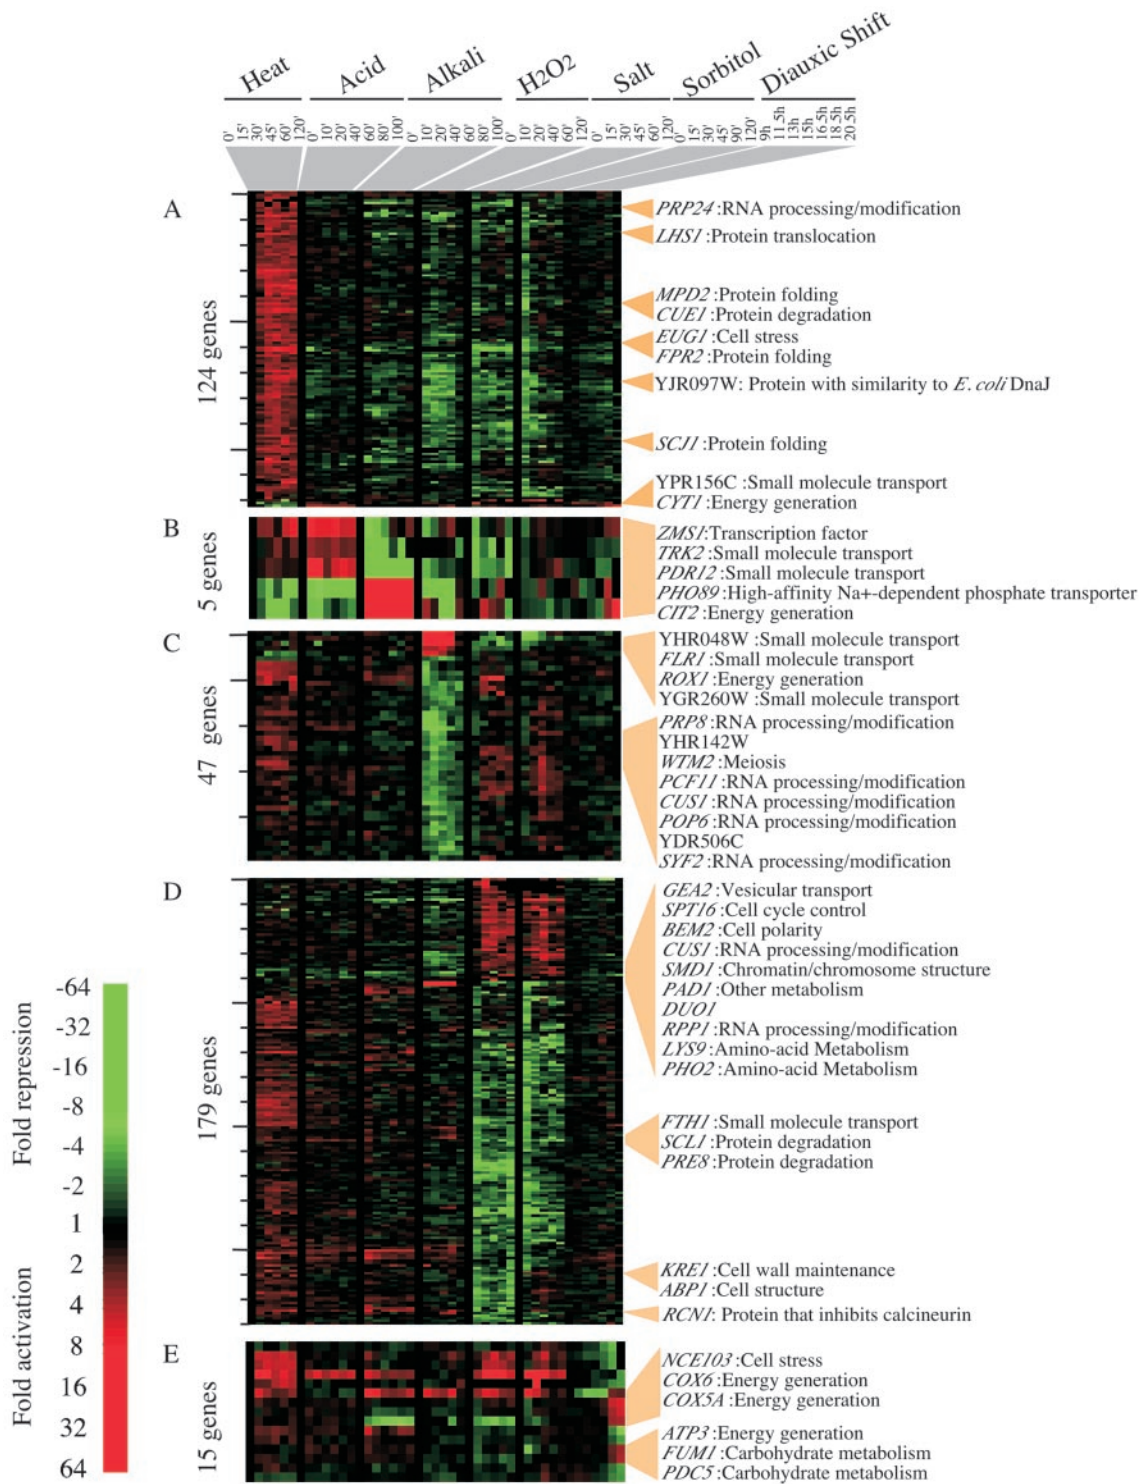 Heat Acid Alkali H2O2 Salt Sorbitol Diauxic Shift
0' 15' 30' 45' 60' 120' 0' 10' 20' 40' 60' 80' 100' 0' 10' 20' 40' 60' 80' 100' 0' 10' 20' 40' 60' 120' 0' 15' 30' 45' 60' 120' 0' 15' 30' 45' 90' 120' 9h 11.5h 13h 15h 16.5h 18.5h 20.5h
A
124 genes
PRP24 :RNA processing/modification
LHS1 :Protein translocation
MPD2 :Protein folding
CUE1 :Protein degradation
EUG1 :Cell stress
FPR2 :Protein folding
YJR097W: Protein with similarity to E. coli DnaJ
SCJ1 :Protein folding
YPR156C :Small molecule transport
CYT1 :Energy generation
B
5 genes
ZMS1:Transcription factor
TRK2 :Small molecule transport
PDR12 :Small molecule transport
PHO89 :High-affinity Na+-dependent phosphate transporter
CIT2 :Energy generation
C
47 genes
YHR048W :Small molecule transport
FLR1 :Small molecule transport
ROX1 :Energy generation
YGR260W :Small molecule transport
PRP8 :RNA processing/modification
YHR142W
WTM2 :Meiosis
PCF11 :RNA processing/modification
CUS1 :RNA processing/modification
POP6 :RNA processing/modification
YDR506C
SYF2 :RNA processing/modification
D
179 genes
GEA2 :Vesicular transport
SPT16 :Cell cycle control
BEM2 :Cell polarity
CUS1 :RNA processing/modification
SMD1 :Chromatin/chromosome structure
PAD1 :Other metabolism
DUO1
RPP1 :RNA processing/modification
LYS9 :Amino-acid Metabolism
PHO2 :Amino-acid Metabolism
FTH1 :Small molecule transport
SCL1 :Protein degradation
PRE8 :Protein degradation
KRE1 :Cell wall maintenance
ABP1 :Cell structure
RCN1: Protein that inhibits calcineurin
E
15 genes
NCE103 :Cell stress
COX6 :Energy generation
COX5A :Energy generation
ATP3 :Energy generation
FUM1 :Carbohydrate metabolism
PDC5 :Carbohydrate metabolism
Fold repression
Fold activation
-64
-32
-16
-8
-4
-2
1
2
4
8
16
32
64